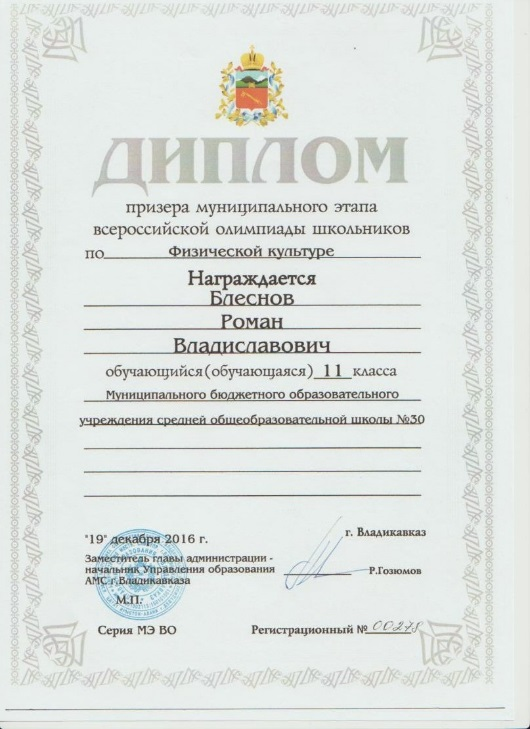 ДИПЛОМ
призера муниципального этапа
всероссийской олимпиады школьников
по Физической культуре
Награждается
Блеснов
Роман
Владиславович
обучающийся(обучающаяся) 11 класса
Муниципального бюджетного образовательного
учреждения средней общеобразовательной школы №30
г. Владикавказ
"19" декабря 2016 г.
Заместитель главы администрации -
начальник Управления образования
АМС г.Владикавказа
Р.Гозюмов
М.П.
Серия МЭ ВО
Регистрационный № 00278